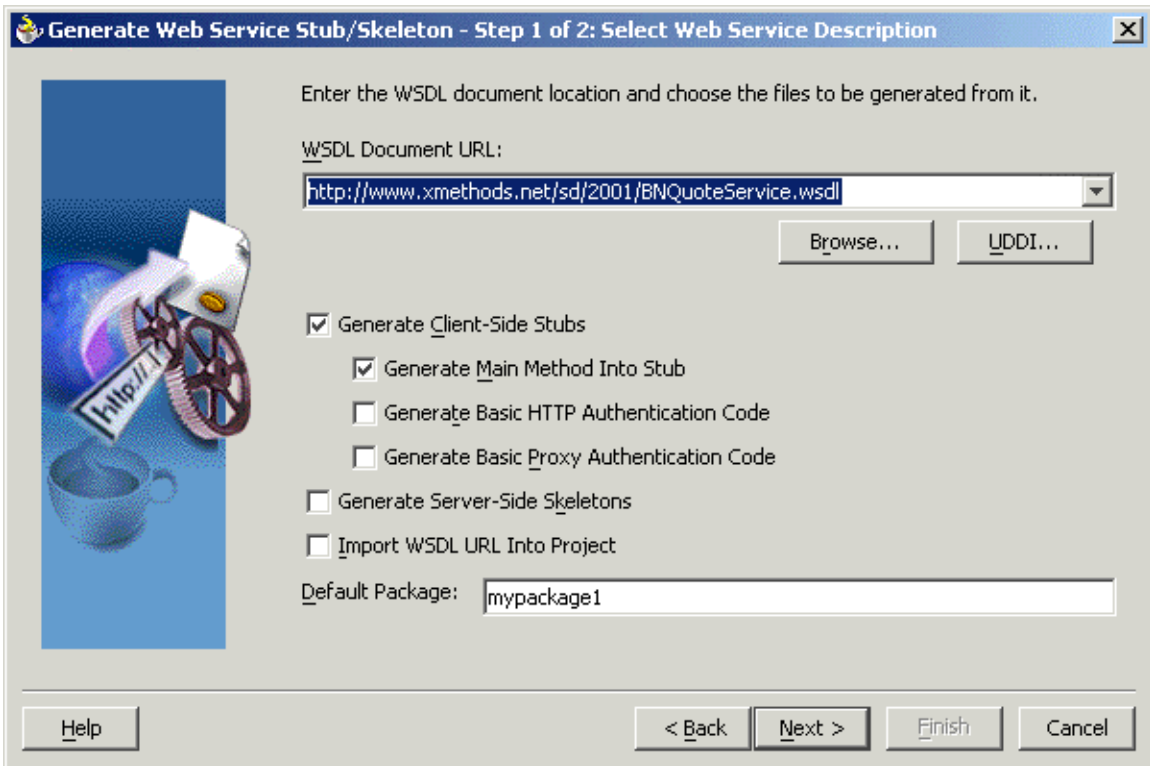 Generate Web Service Stub/Skeleton - Step 1 of 2: Select Web Service Description
Enter the WSDL document location and choose the files to be generated from it.
WSDL Document URL:
http://www.xmethods.net/sd/2001/BNQuoteService.wsdl
Browse... UDDI...
http://.
Generate Client-Side Stubs
Generate Main Method Into Stub
Generate Basic HTTP Authentication Code
Generate Basic Proxy Authentication Code
Generate Server-Side Skeletons
Import WSDL URL Into Project
Default Package: mypackage1
Help < Back Next > Finish Cancel